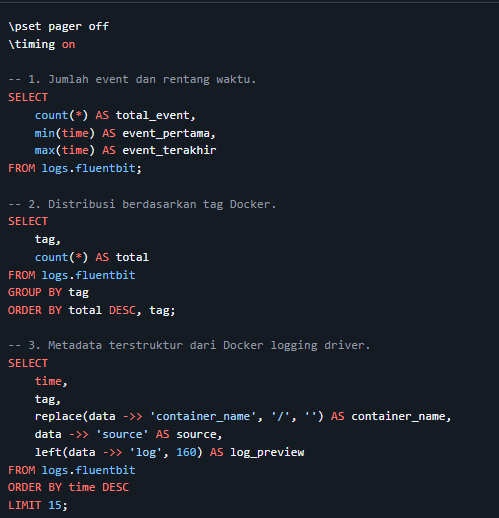 \pset pager off
\timing on

-- 1. Jumlah event dan rentang waktu.
SELECT
    count(*) AS total_event,
    min(time) AS event_pertama,
    max(time) AS event_terakhir
FROM logs.fluentbit;

-- 2. Distribusi berdasarkan tag Docker.
SELECT
    tag,
    count(*) AS total
FROM logs.fluentbit
GROUP BY tag
ORDER BY total DESC, tag;

-- 3. Metadata terstruktur dari Docker logging driver.
SELECT
    time,
    tag,
    replace(data ->> 'container_name', '/', '') AS container_name,
    data ->> 'source' AS source,
    left(data ->> 'log', 160) AS log_preview
FROM logs.fluentbit
ORDER BY time DESC
LIMIT 15;